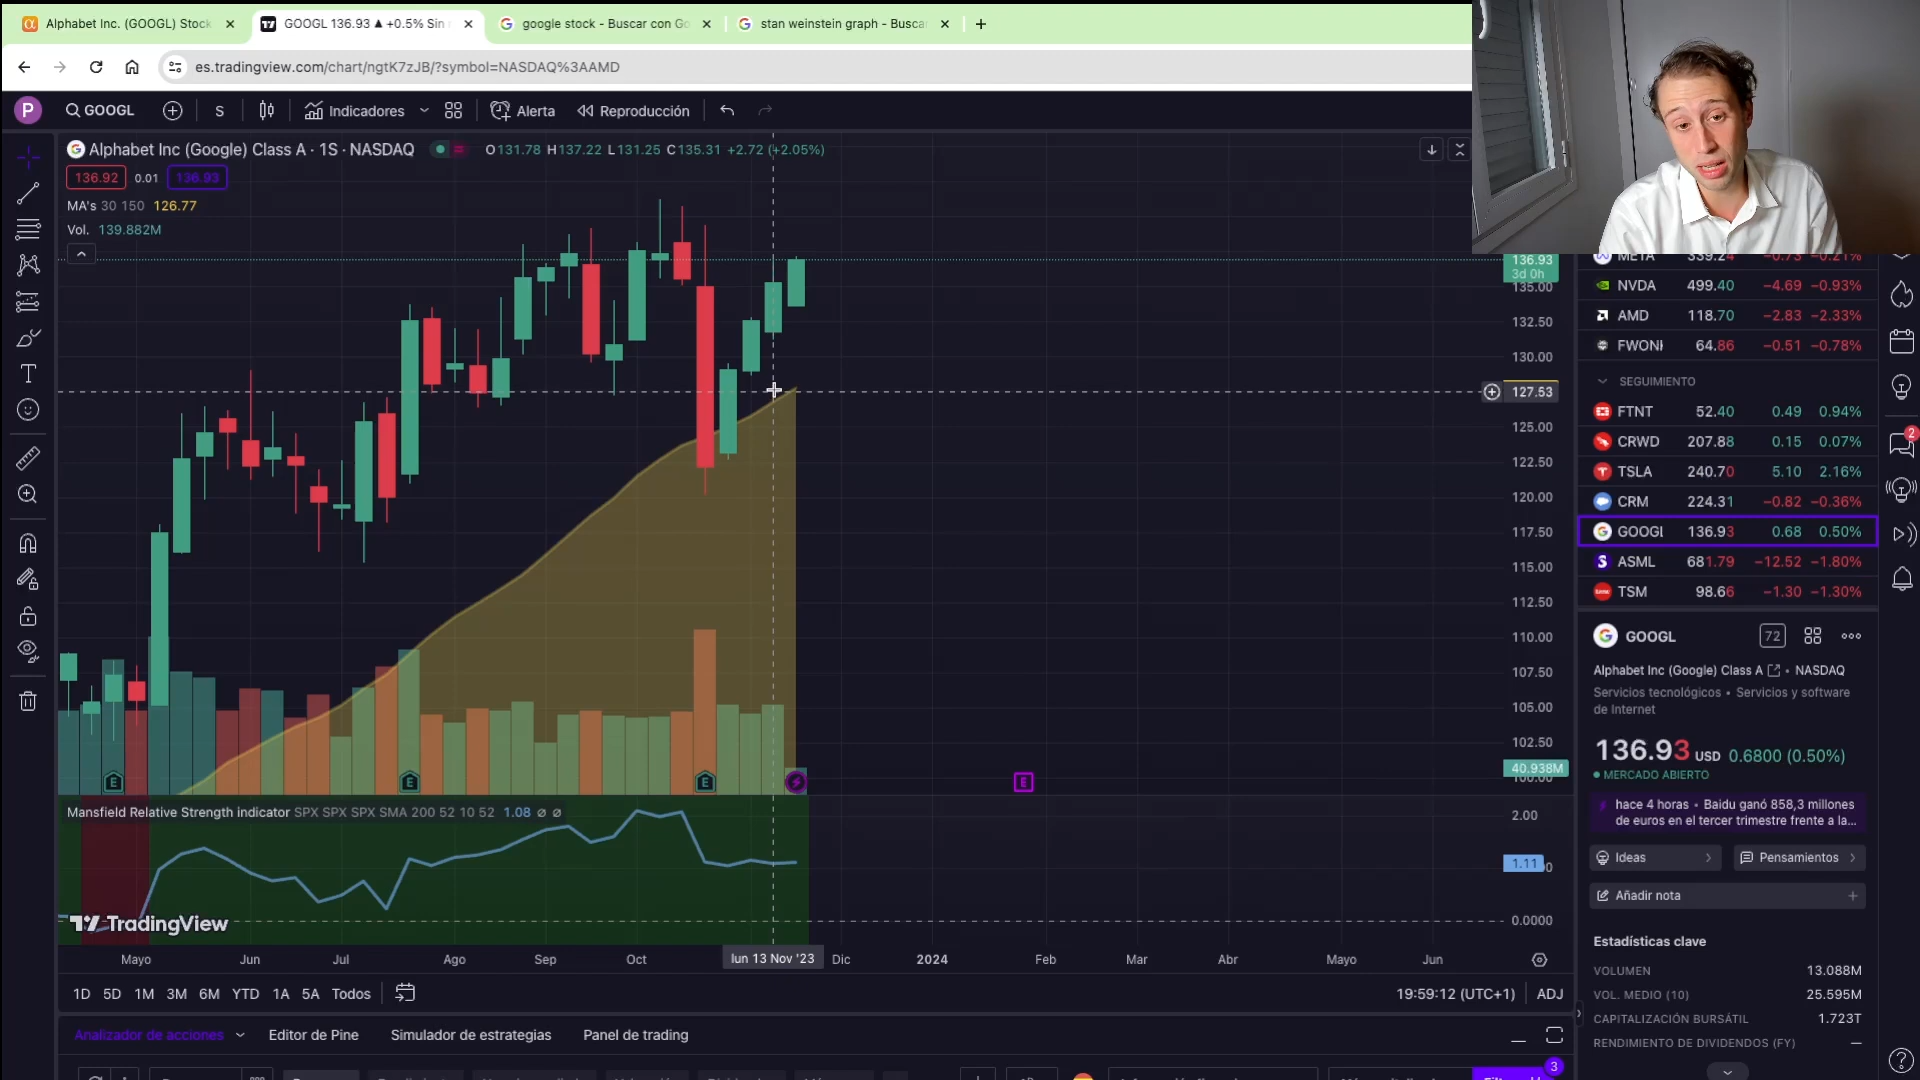 Alphabet Inc. (GOOGL) Stock
GOOGL 136.93 ▲ +0.5% Sin
google stock - Buscar con Go
stan weinstein graph - Busca
es.tradingview.com/chart/ngtK7zJB/?symbol=NASDAQ%3AAMD
P
GOOGL
S
Indicadores
Alerta
Reproducción
Alphabet Inc (Google) Class A · 1S · NASDAQ
O131.78 H137.22 L131.25 C135.31 +2.72 (+2.05%)
136.92 0.01 136.93
MA's 30 150 126.77
Vol. 139.882M
136.93
3d 0h
135.00
132.50
130.00
127.53
125.00
122.50
120.00
117.50
115.00
112.50
110.00
107.50
105.00
102.50
40.938M
100.00
E
E
E
E
Mansfield Relative Strength indicator SPX SPX SPX SMA 200 52 10 52 1.08 ∅ ∅
2.00
1.11
0.0000
TradingView
Mayo Jun Jul Ago Sep Oct lun 13 Nov '23 Dic 2024 Feb Mar Abr Mayo Jun
1D 5D 1M 3M 6M YTD 1A 5A Todos
19:59:12 (UTC+1) ADJ
Analizador de acciones
Editor de Pine
Simulador de estrategias
Panel de trading
META 339.24 −0.73 −0.21%
NVDA 499.40 −4.69 −0.93%
AMD 118.70 −2.83 −2.33%
FWONK 64.86 −0.51 −0.78%
SEGUIMIENTO
FTNT 52.40 0.49 0.94%
CRWD 207.88 0.15 0.07%
TSLA 240.70 5.10 2.16%
CRM 224.31 −0.82 −0.36%
GOOGL 136.93 0.68 0.50%
ASML 681.79 −12.52 −1.80%
TSM 98.66 −1.30 −1.30%
2
GOOGL
72
Alphabet Inc (Google) Class A • NASDAQ
Servicios tecnológicos • Servicios y software
de Internet
136.93 USD 0.6800 (0.50%)
MERCADO ABIERTO
hace 4 horas • Baidu ganó 858,3 millones
de euros en el tercer trimestre frente a la...
Ideas
Pensamientos
Añadir nota
Estadísticas clave
VOLUMEN 13.088M
VOL. MEDIO (10) 25.595M
CAPITALIZACIÓN BURSÁTIL 1.723T
RENDIMIENTO DE DIVIDENDOS (FY) —
3